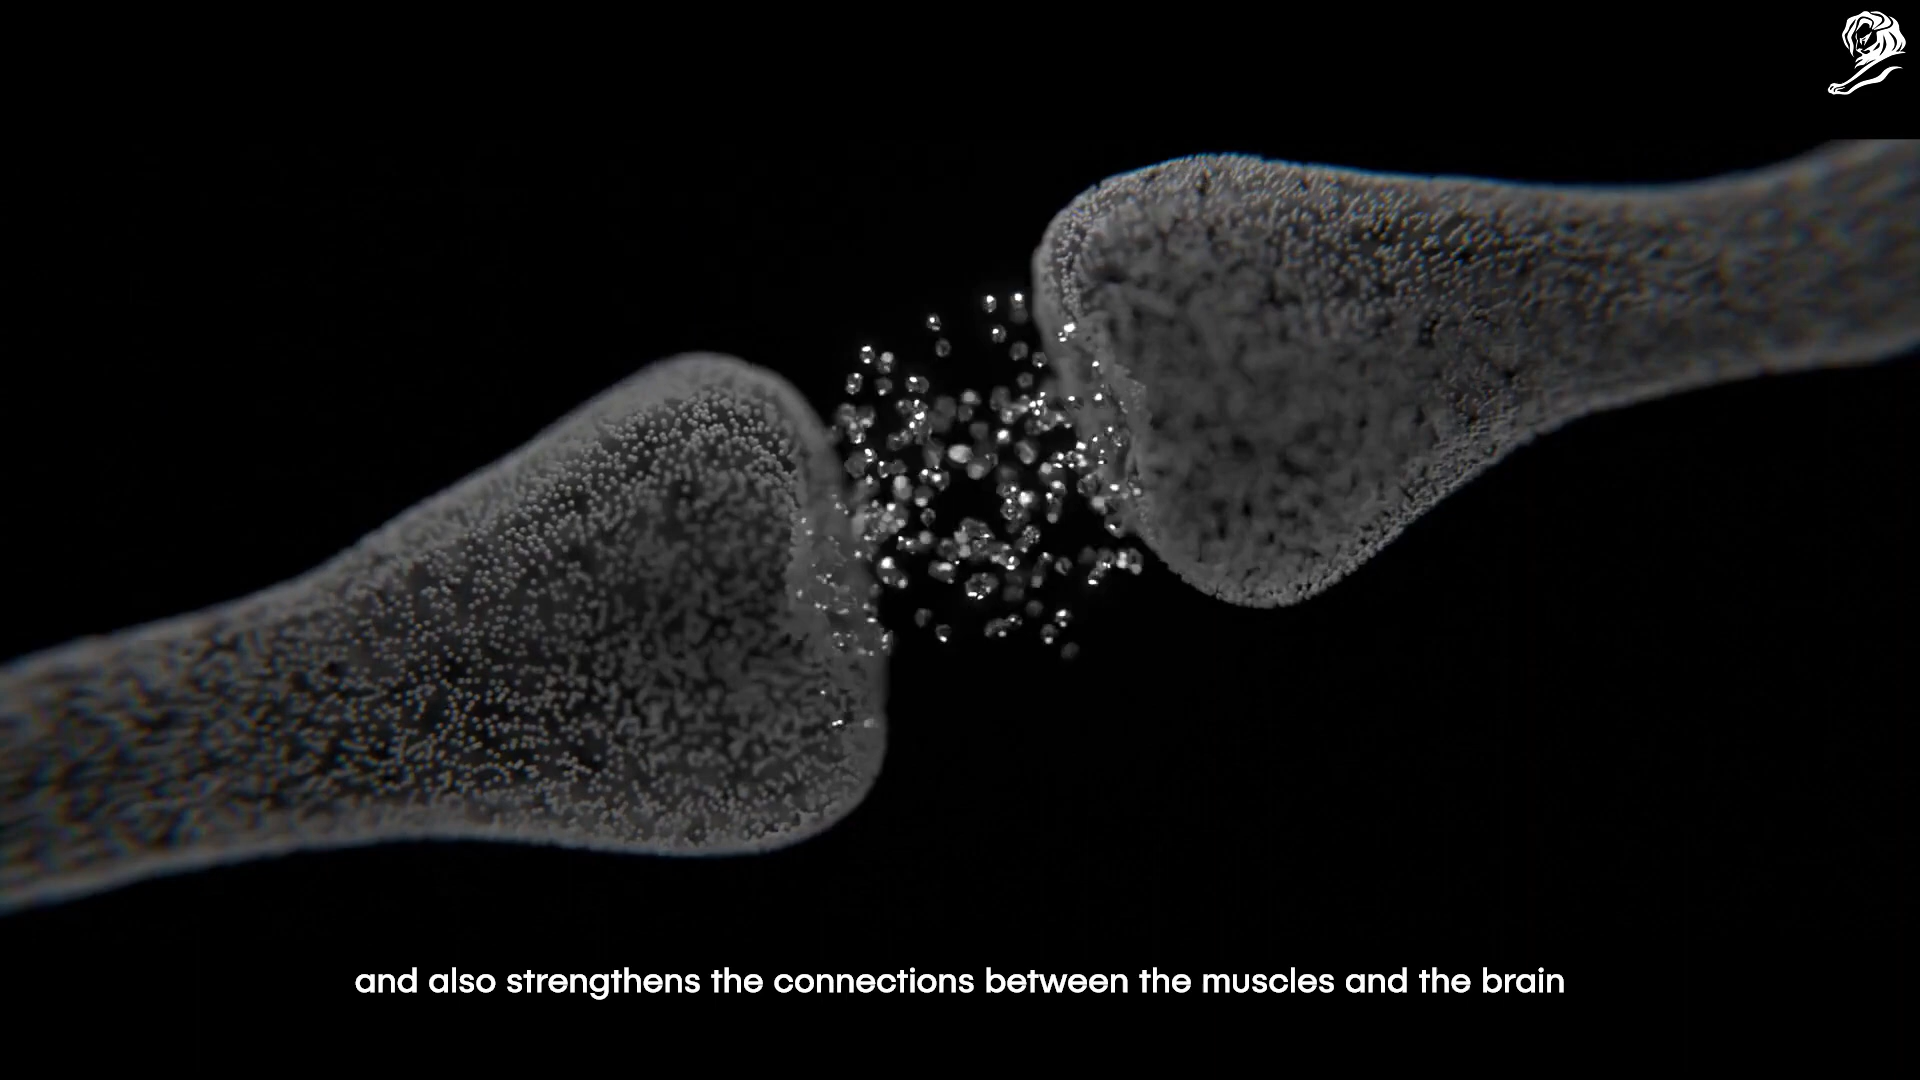 and also strengthens the connections between the muscles and the brain